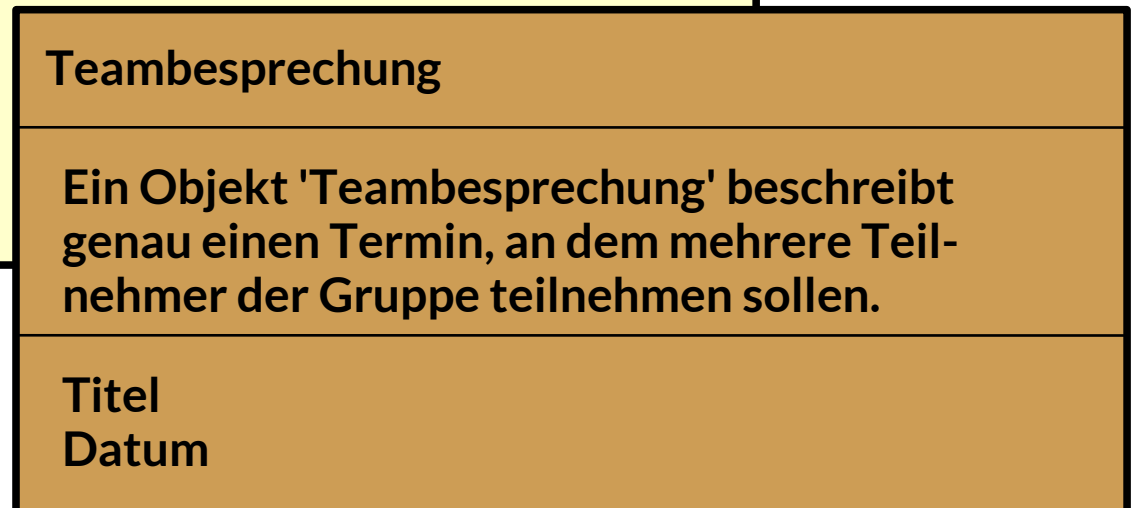 Teambesprechung
Ein Objekt 'Teambesprechung' beschreibt
genau einen Termin, an dem mehrere Teil-
nehmer der Gruppe teilnehmen sollen.
Titel
Datum